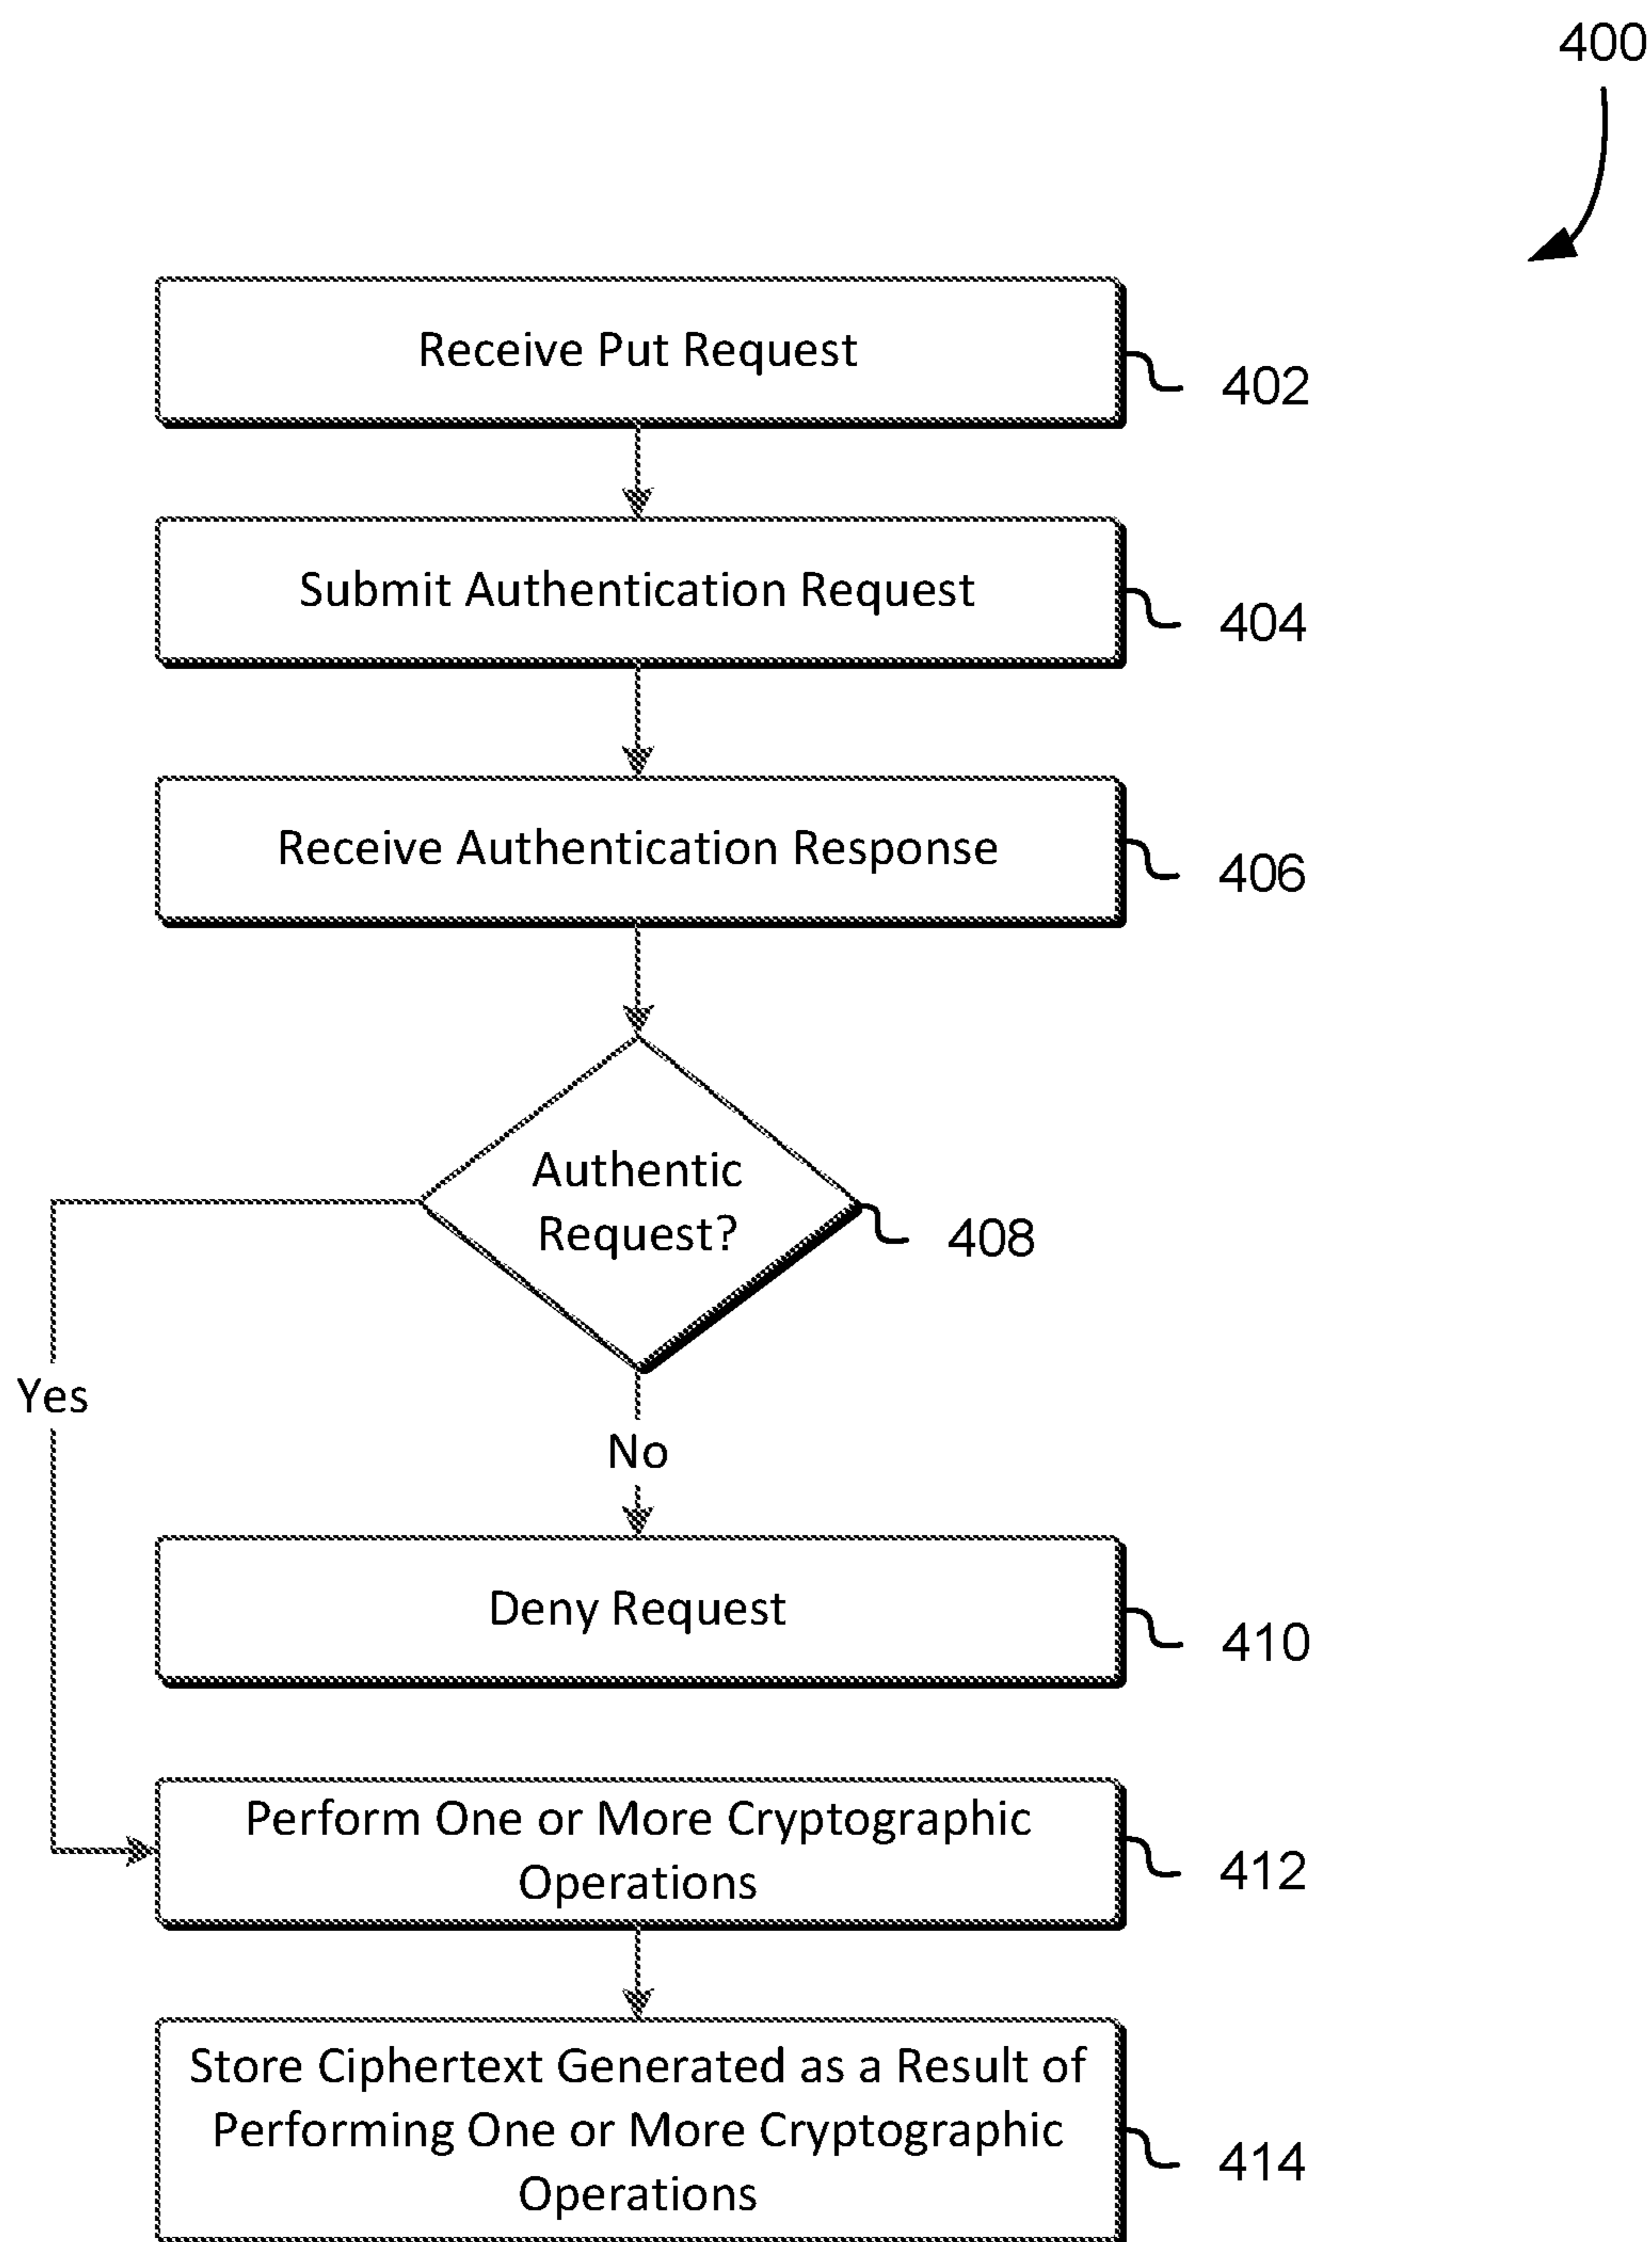 400
Receive Put Request
402
Submit Authentication Request
404
Receive Authentication Response
406
Authentic
Request?
408
Yes
No
Deny Request
410
Perform One or More Cryptographic
Operations
412
Store Ciphertext Generated as a Result of
Performing One or More Cryptographic
Operations
414